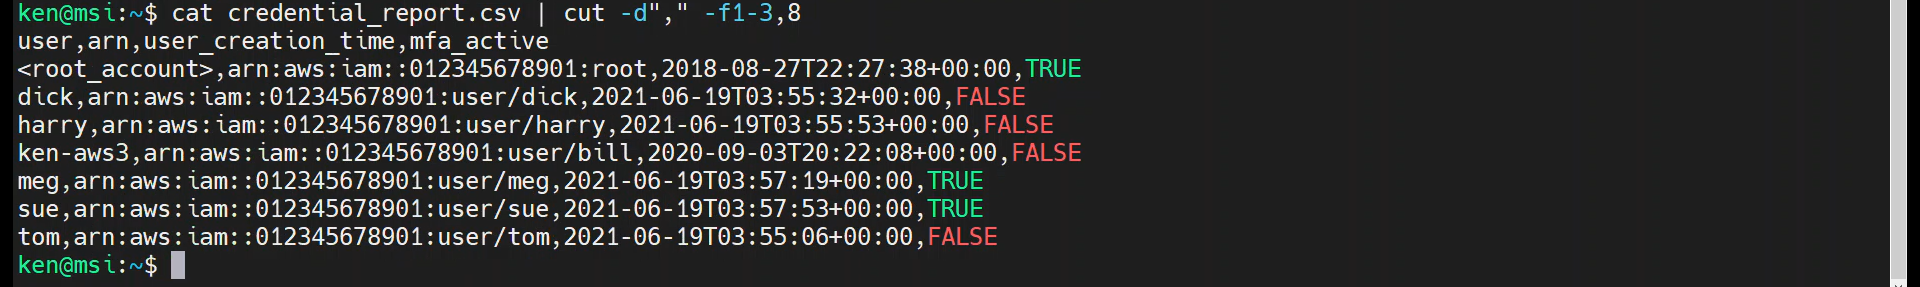 ken@msi:~$ cat credential_report.csv | cut -d"," -f1-3,8
user,arn,user_creation_time,mfa_active
<root_account>,arn:aws:iam::012345678901:root,2018-08-27T22:27:38+00:00,TRUE
dick,arn:aws:iam::012345678901:user/dick,2021-06-19T03:55:32+00:00,FALSE
harry,arn:aws:iam::012345678901:user/harry,2021-06-19T03:55:53+00:00,FALSE
ken-aws3,arn:aws:iam::012345678901:user/bill,2020-09-03T20:22:08+00:00,FALSE
meg,arn:aws:iam::012345678901:user/meg,2021-06-19T03:57:19+00:00,TRUE
sue,arn:aws:iam::012345678901:user/sue,2021-06-19T03:57:53+00:00,TRUE
tom,arn:aws:iam::012345678901:user/tom,2021-06-19T03:55:06+00:00,FALSE
ken@msi:~$